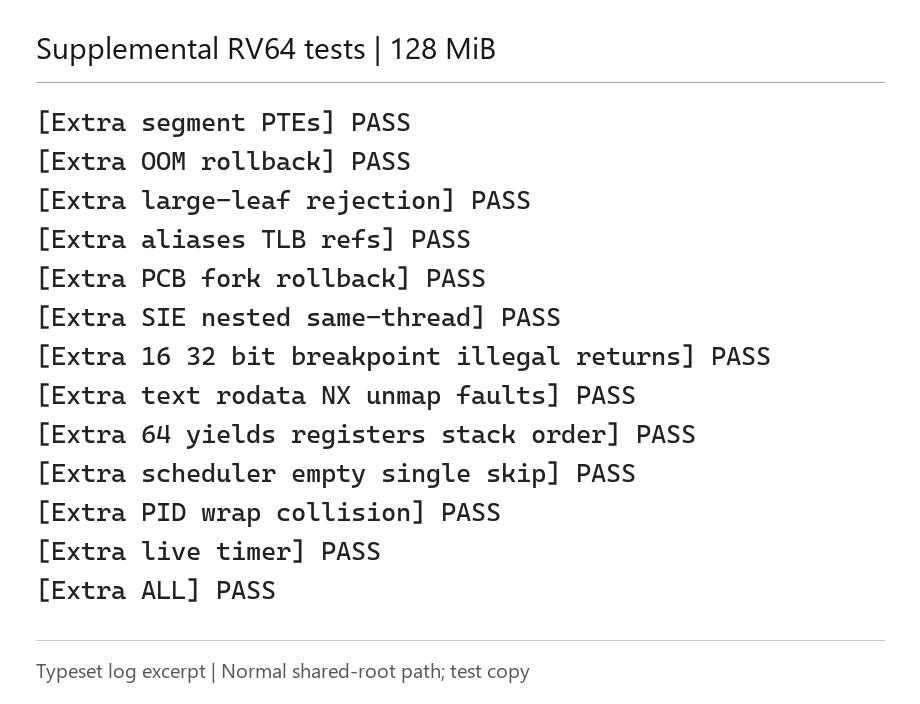 Supplemental RV64 tests | 128 MiB
[Extra segment PTEs] PASS
[Extra OOM rollback] PASS
[Extra large-leaf rejection] PASS
[Extra aliases TLB refs] PASS
[Extra PCB fork rollback] PASS
[Extra SIE nested same-thread] PASS
[Extra 16 32 bit breakpoint illegal returns] PASS
[Extra text rodata NX unmap faults] PASS
[Extra 64 yields registers stack order] PASS
[Extra scheduler empty single skip] PASS
[Extra PID wrap collision] PASS
[Extra live timer] PASS
[Extra ALL] PASS
Typeset log excerpt | Normal shared-root path; test copy